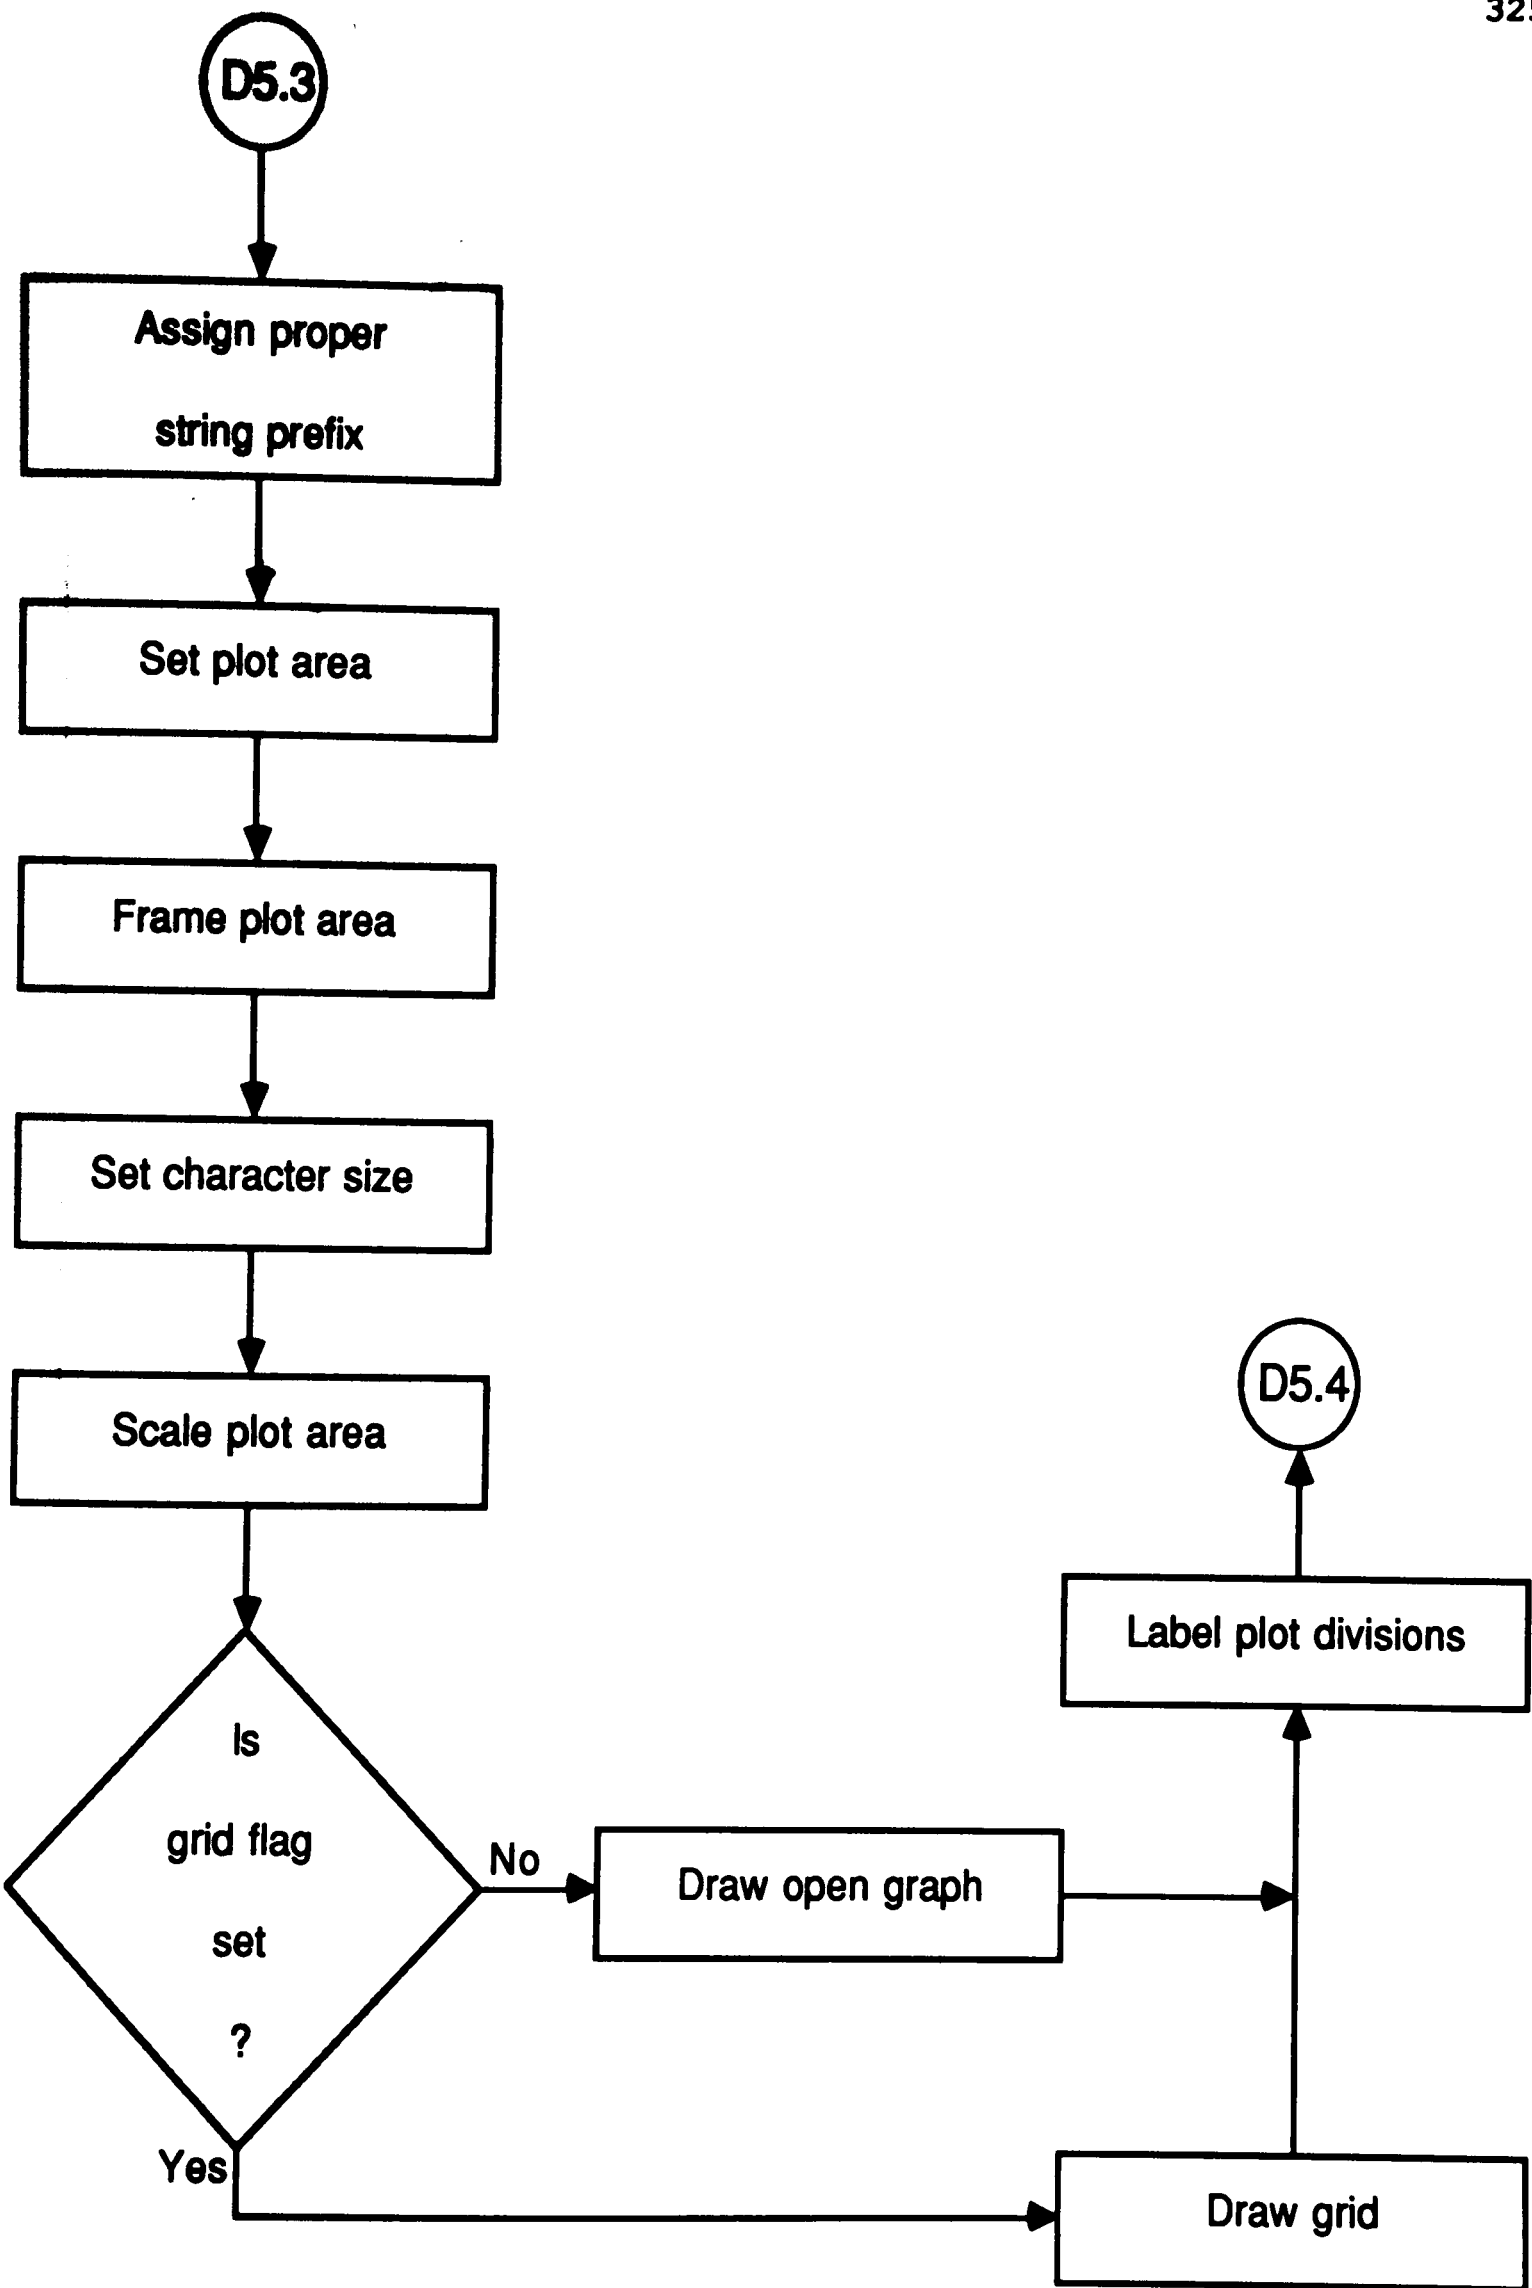 D5.3
Assign proper
string prefix
Set plot area
Frame plot area
Set character size
Scale plot area
Is
grid flag
set
?
No
Draw open graph
Yes
Draw grid
Label plot divisions
D5.4